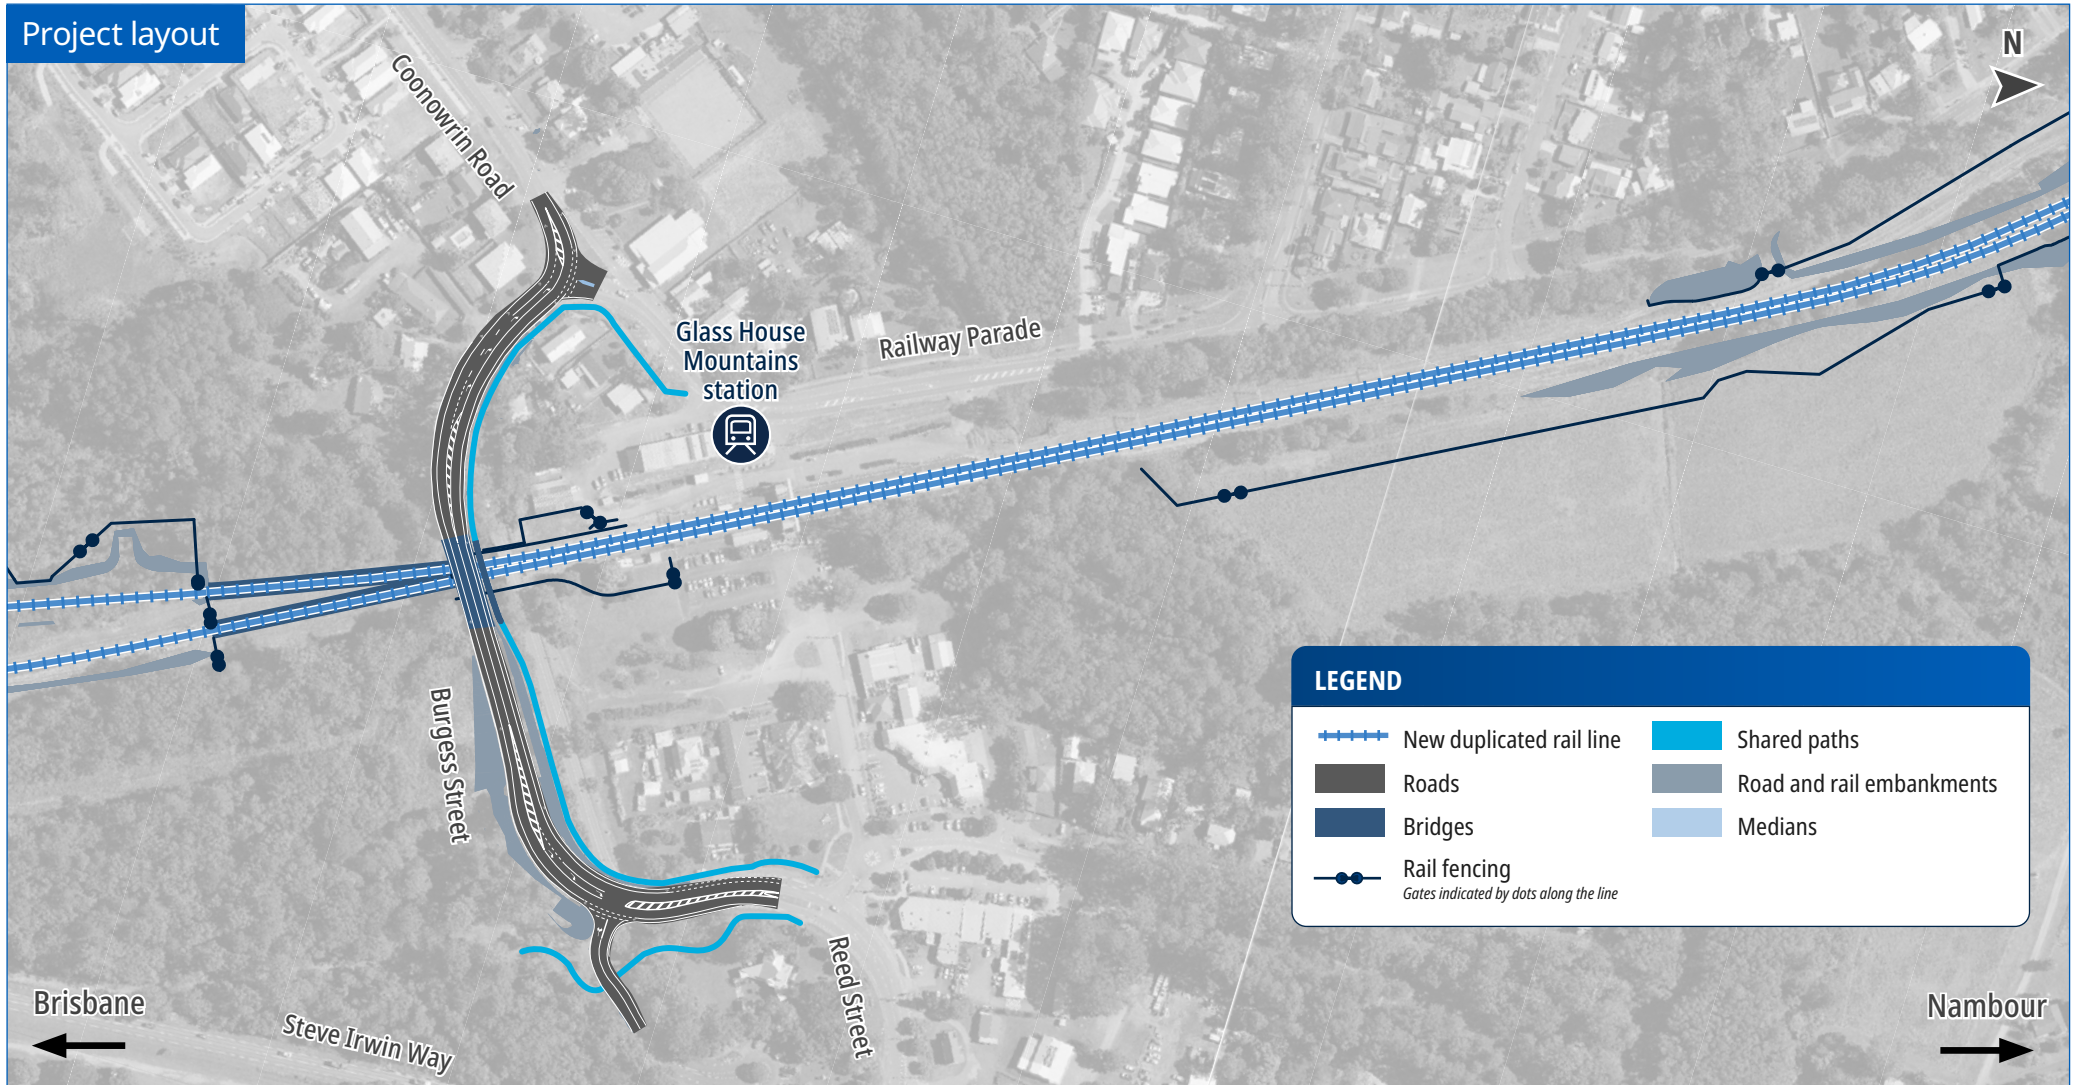 Project layout
N
Coonowrin Road
Glass House
Mountains
station
Railway Parade
Burgess Street
Reed Street
Brisbane
Steve Irwin Way
Nambour
LEGEND
New duplicated rail line
Roads
Bridges
Rail fencing
Gates indicated by dots along the line
Shared paths
Road and rail embankments
Medians